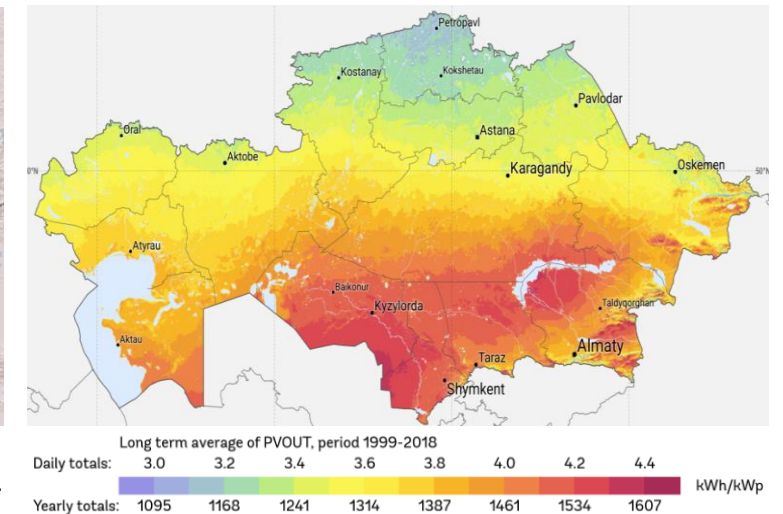 Petropavl
Kostanay
Kokshetau
Pavlodar
Oral
Astana
Aktobe
Karagandy
Oskemen
0°N
50°N
Atyrau
Baikonur
Taldyqorghan
Kyzylorda
Aktau
Almaty
Taraz
Shymkent
Long term average of PVOUT, period 1999-2018
Daily totals: 3.0 3.2 3.4 3.6 3.8 4.0 4.2 4.4
kWh/kWp
Yearly totals: 1095 1168 1241 1314 1387 1461 1534 1607